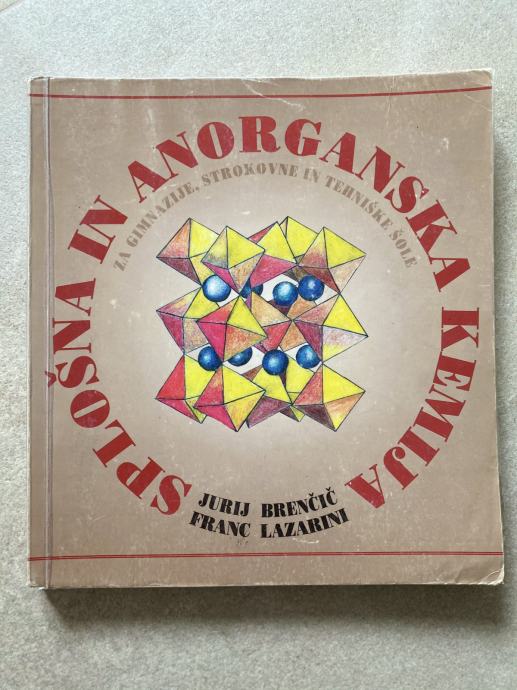 SPLOŠNA IN ANORGANSKA KEMIJA
ZA GIMNAZIJE, STROKOVNE IN TEHNIŠKE ŠOLE
JURIJ BRENČIČ
FRANC LAZARINI